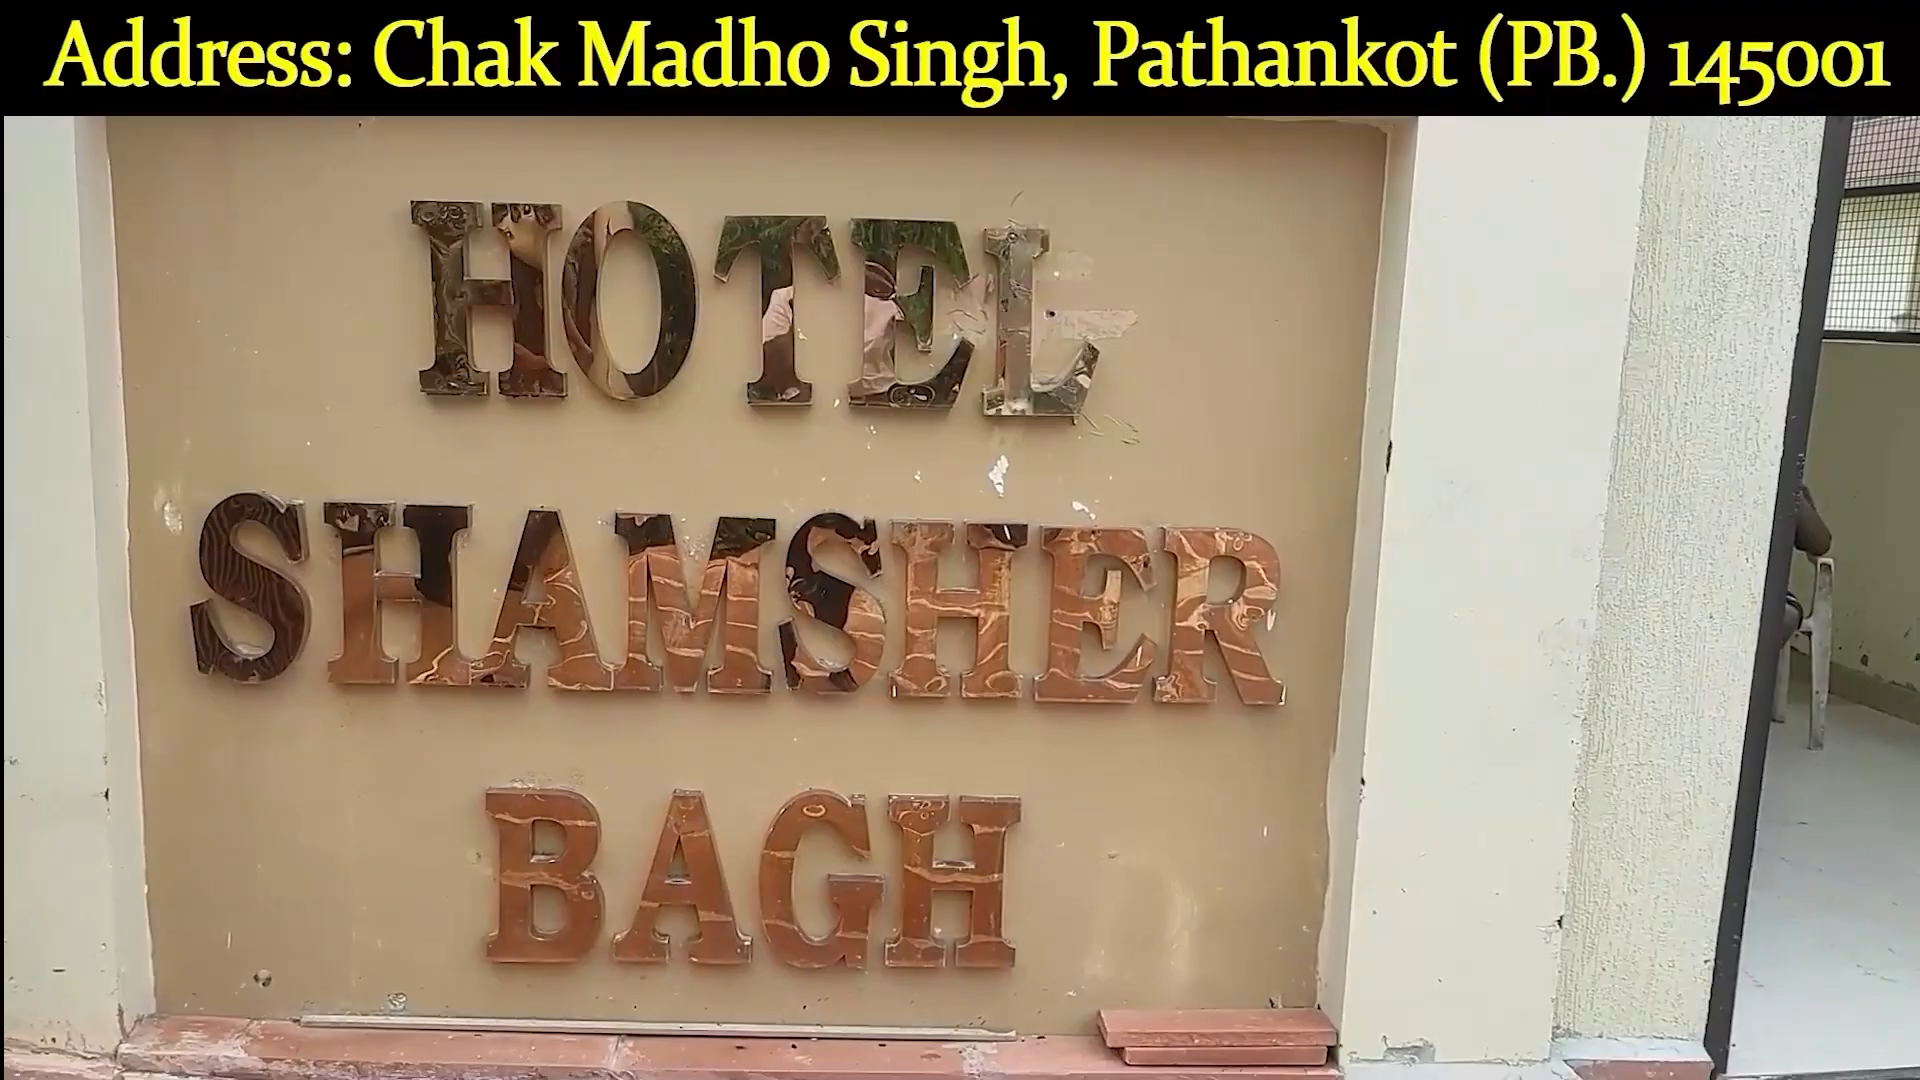 Address: Chak Madho Singh, Pathankot (PB.) 145001
HOTEL
SHAMSHER
BAGH